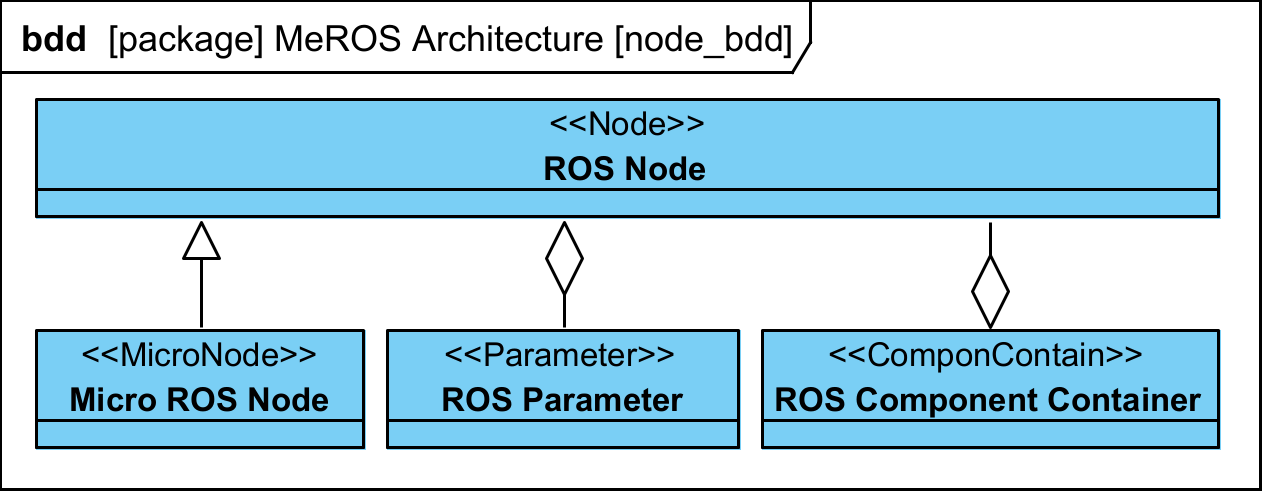 bdd [package] MeROS Architecture [node_bdd]
<<Node>>
ROS Node
<<MicroNode>>
Micro ROS Node
<<Parameter>>
ROS Parameter
<<ComponContain>>
ROS Component Container